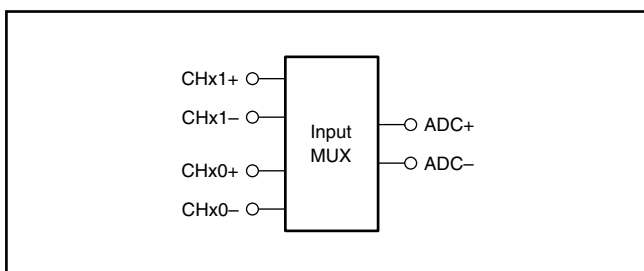 CHx1+
CHx1–
CHx0+
CHx0–
Input
MUX
ADC+
ADC–